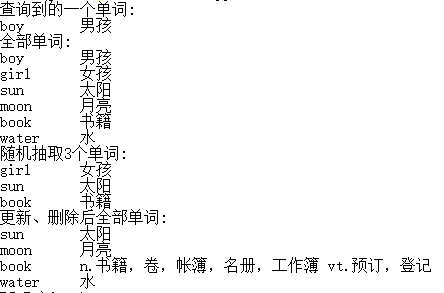 查询到的一个单词:
boy 男孩
全部单词:
boy 男孩
girl 女孩
sun 太阳
moon 月亮
book 书籍
water 水
随机抽取3个单词:
girl 女孩
sun 太阳
book 书籍
更新、删除后全部单词:
sun 太阳
moon 月亮
book n.书籍，卷，帐簿，名册，工作簿 vt.预订，登记
water 水